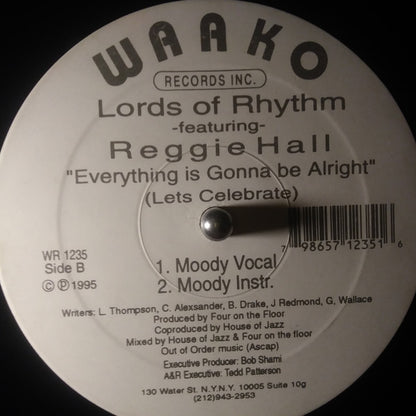 WAAKO
RECORDS INC.
Lords of Rhythm
-featuring-
Reggie Hall
"Everything is Gonna be Alright"
(Lets Celebrate)
WR 1235
Side B
© ℗ 1995
1. Moody Vocal
2. Moody Instr.
7 98657 12351 6
Writers: L. Thompson, C. Alexsander, B. Drake, J Redmond, G. Wallace
Produced by Four on the Floor
Coproduced by House of Jazz
Mixed by House of Jazz & Four on the floor
Out of Order music (Ascap)
Executive Producer: Bob Shami
A&R Executive: Tedd Patterson
130 Water St. N.Y.N.Y. 10005 Suite 10g
(212)943-2953